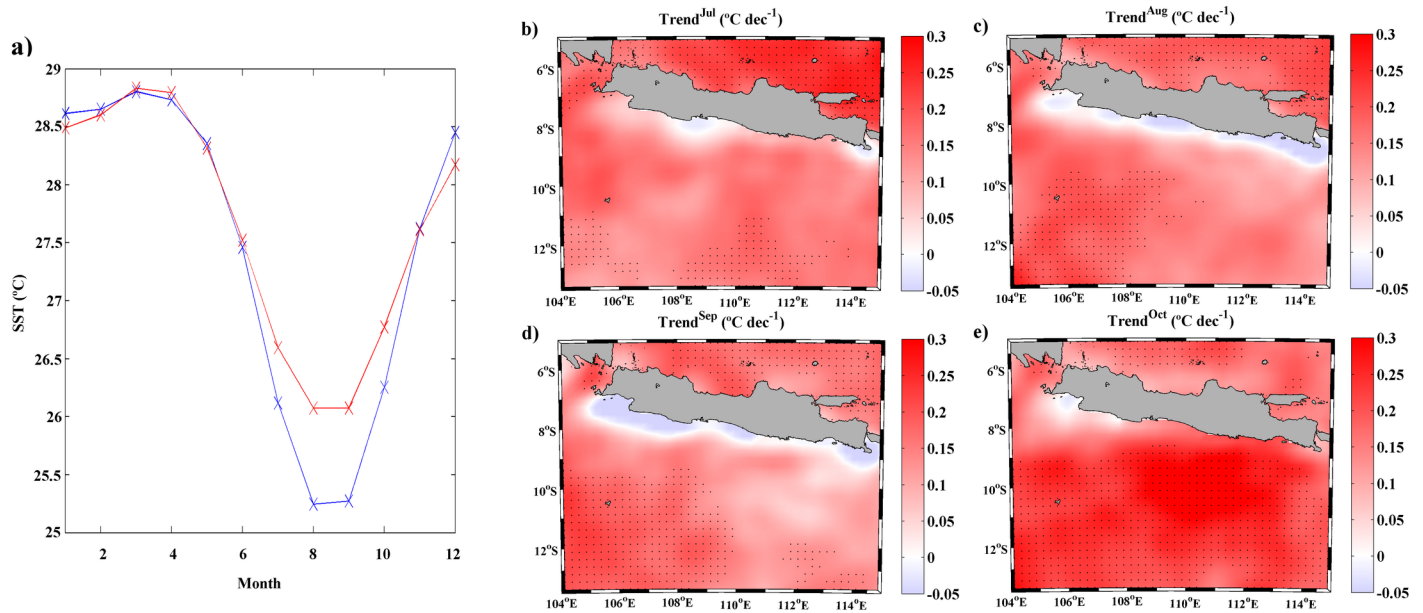 a)
29
28.5
28
27.5
27
26.5
26
25.5
25
SST (ºC)
2 4 6 8 10 12
Month
b) Trend^Jul (ºC dec^-1)
6°S
8°S
10°S
12°S
104°E 106°E 108°E 110°E 112°E 114°E
0.3
0.25
0.2
0.15
0.1
0.05
0
-0.05
c) Trend^Aug (ºC dec^-1)
6°S
8°S
10°S
12°S
104°E 106°E 108°E 110°E 112°E 114°E
0.3
0.25
0.2
0.15
0.1
0.05
0
-0.05
d) Trend^Sep (ºC dec^-1)
6°S
8°S
10°S
12°S
104°E 106°E 108°E 110°E 112°E 114°E
0.3
0.25
0.2
0.15
0.1
0.05
0
-0.05
e) Trend^Oct (ºC dec^-1)
6°S
8°S
10°S
12°S
104°E 106°E 108°E 110°E 112°E 114°E
0.3
0.25
0.2
0.15
0.1
0.05
0
-0.05